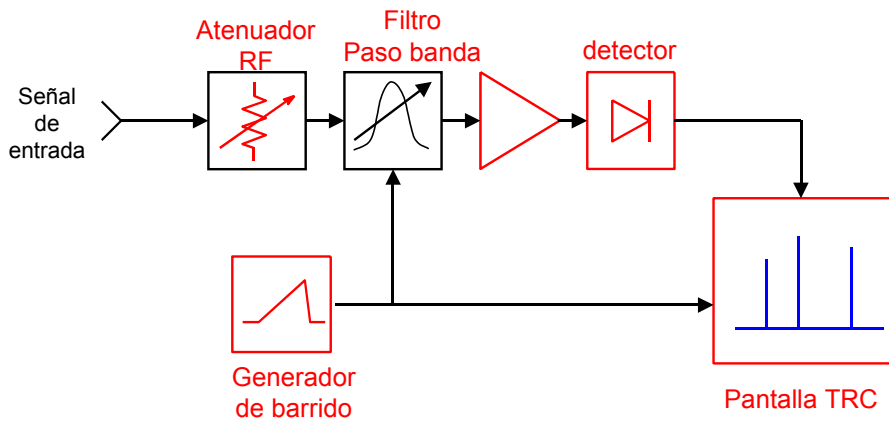 Atenuador
RF
Filtro
Paso banda
detector
Señal
de
entrada
Generador
de barrido
Pantalla TRC